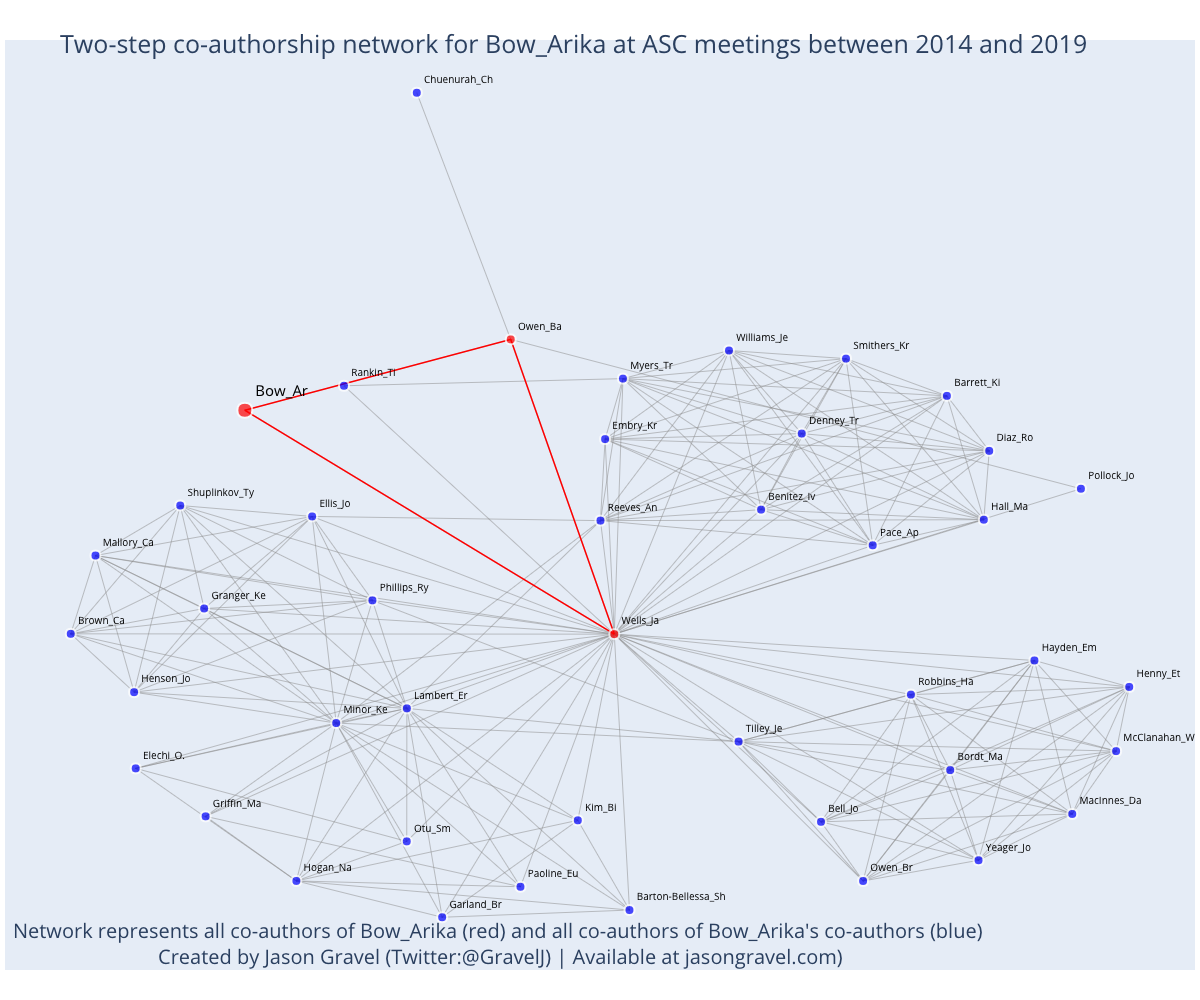 Two-step co-authorship network for Bow_Arika at ASC meetings between 2014 and 2019
Chuenurah_Ch
Owen_Ba
Williams_Je
Smithers_Kr
Myers_Tr
Rankin_Ti
Barrett_Ki
Bow_Ar
Embry_Kr
Denney_Tr
Diaz_Ro
Pollock_Jo
Shuplinkov_Ty
Ellis_Jo
Benitez_Iv
Reeves_An
Hall_Ma
Pace_Ap
Mallory_Ca
Phillips_Ry
Granger_Ke
Brown_Ca
Wells_Ja
Hayden_Em
Henny_Et
Henson_Jo
Robbins_Ha
Lambert_Er
Minor_Ke
Tilley_Je
McClanahan_W
Elechi_O.
Bordt_Ma
Griffin_Ma
Kim_Bi
Bell_Jo
MacInnes_Da
Otu_Sm
Yeager_Jo
Hogan_Na
Paoline_Eu
Owen_Br
Barton-Bellessa_Sh
Garland_Br
Network represents all co-authors of Bow_Arika (red) and all co-authors of Bow_Arika's co-authors (blue)
Created by Jason Gravel (Twitter:@GravelJ) | Available at jasongravel.com)